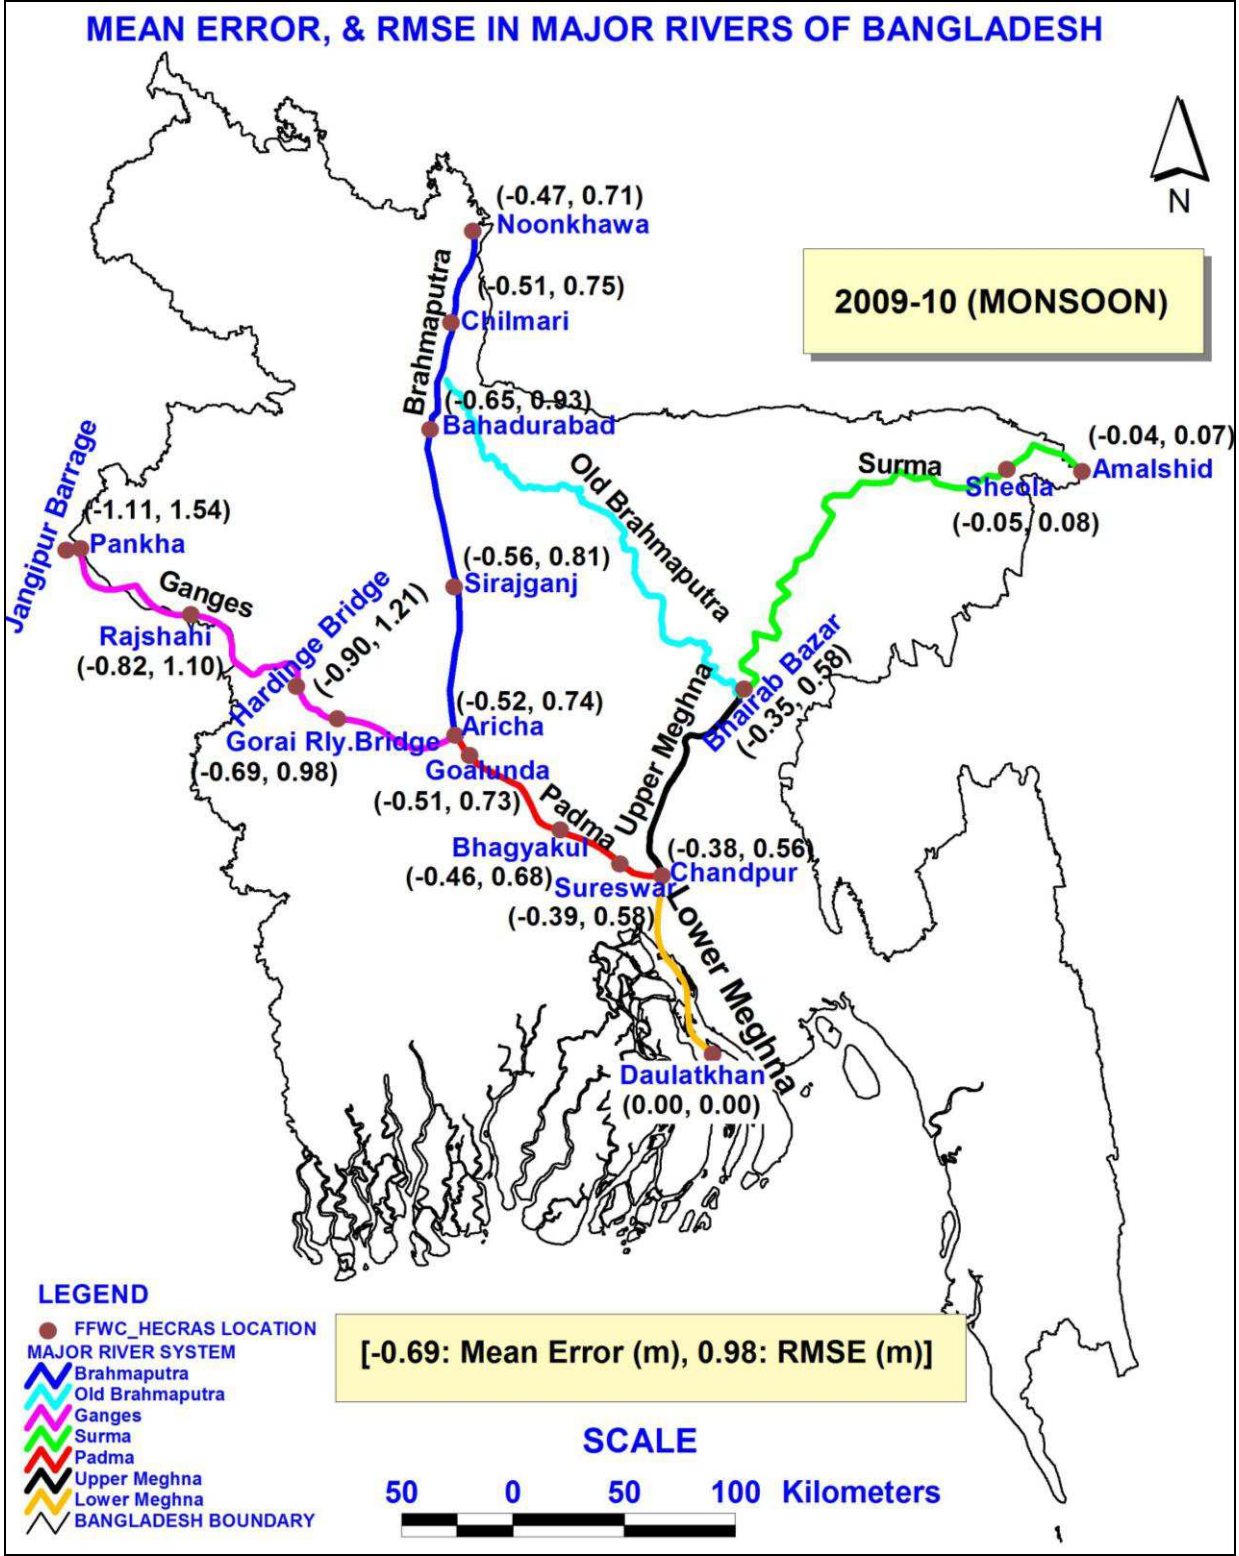 MEAN ERROR, & RMSE IN MAJOR RIVERS OF BANGLADESH
N
2009-10 (MONSOON)
(-0.47, 0.71)
Noonkhawa
Brahmaputra
(-0.51, 0.75)
Chilmari
(-0.65, 0.93)
Bahadurabad
Old Brahmaputra
Surma
(-0.04, 0.07)
Amalshid
Sheola
(-0.05, 0.08)
Jangipur Barrage
(-1.11, 1.54)
Pankha
Ganges
Rajshahi
(-0.82, 1.10)
Hardinge Bridge
(-0.90, 1.21)
(-0.56, 0.81)
Sirajganj
Gorai Rly.Bridge
(-0.69, 0.98)
(-0.52, 0.74)
Aricha
Goalunda
(-0.51, 0.73)
Padma
Upper Meghna
Bhairab Bazar
(-0.35, 0.58)
Bhagyakul
(-0.46, 0.68)
Sureswar
(-0.39, 0.58)
(-0.38, 0.56)
Chandpur
Lower Meghna
Daulatkhan
(0.00, 0.00)
LEGEND
FFWC_HECRAS LOCATION
MAJOR RIVER SYSTEM
Brahmaputra
Old Brahmaputra
Ganges
Surma
Padma
Upper Meghna
Lower Meghna
BANGLADESH BOUNDARY
[-0.69: Mean Error (m), 0.98: RMSE (m)]
SCALE
50 0 50 100 Kilometers